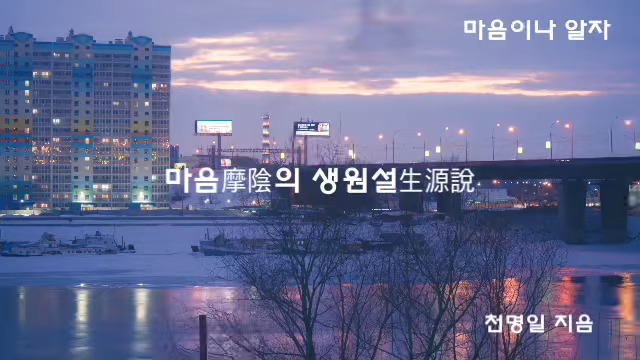 마음이나 알자
마음摩陰의 생원설生源說
천명일 지음